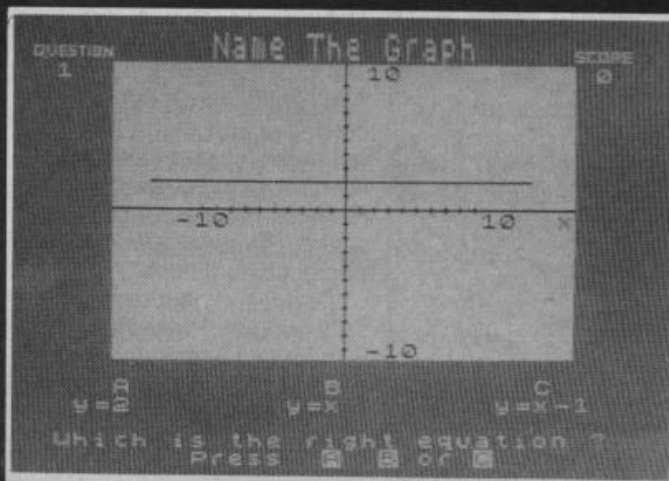 Name The Graph
QUESTION
1
SCORE
0
10
-10
10
x
-10
A
B
C
y=2
y=x
y=x-1
Which is the right equation ?
Press A B or C